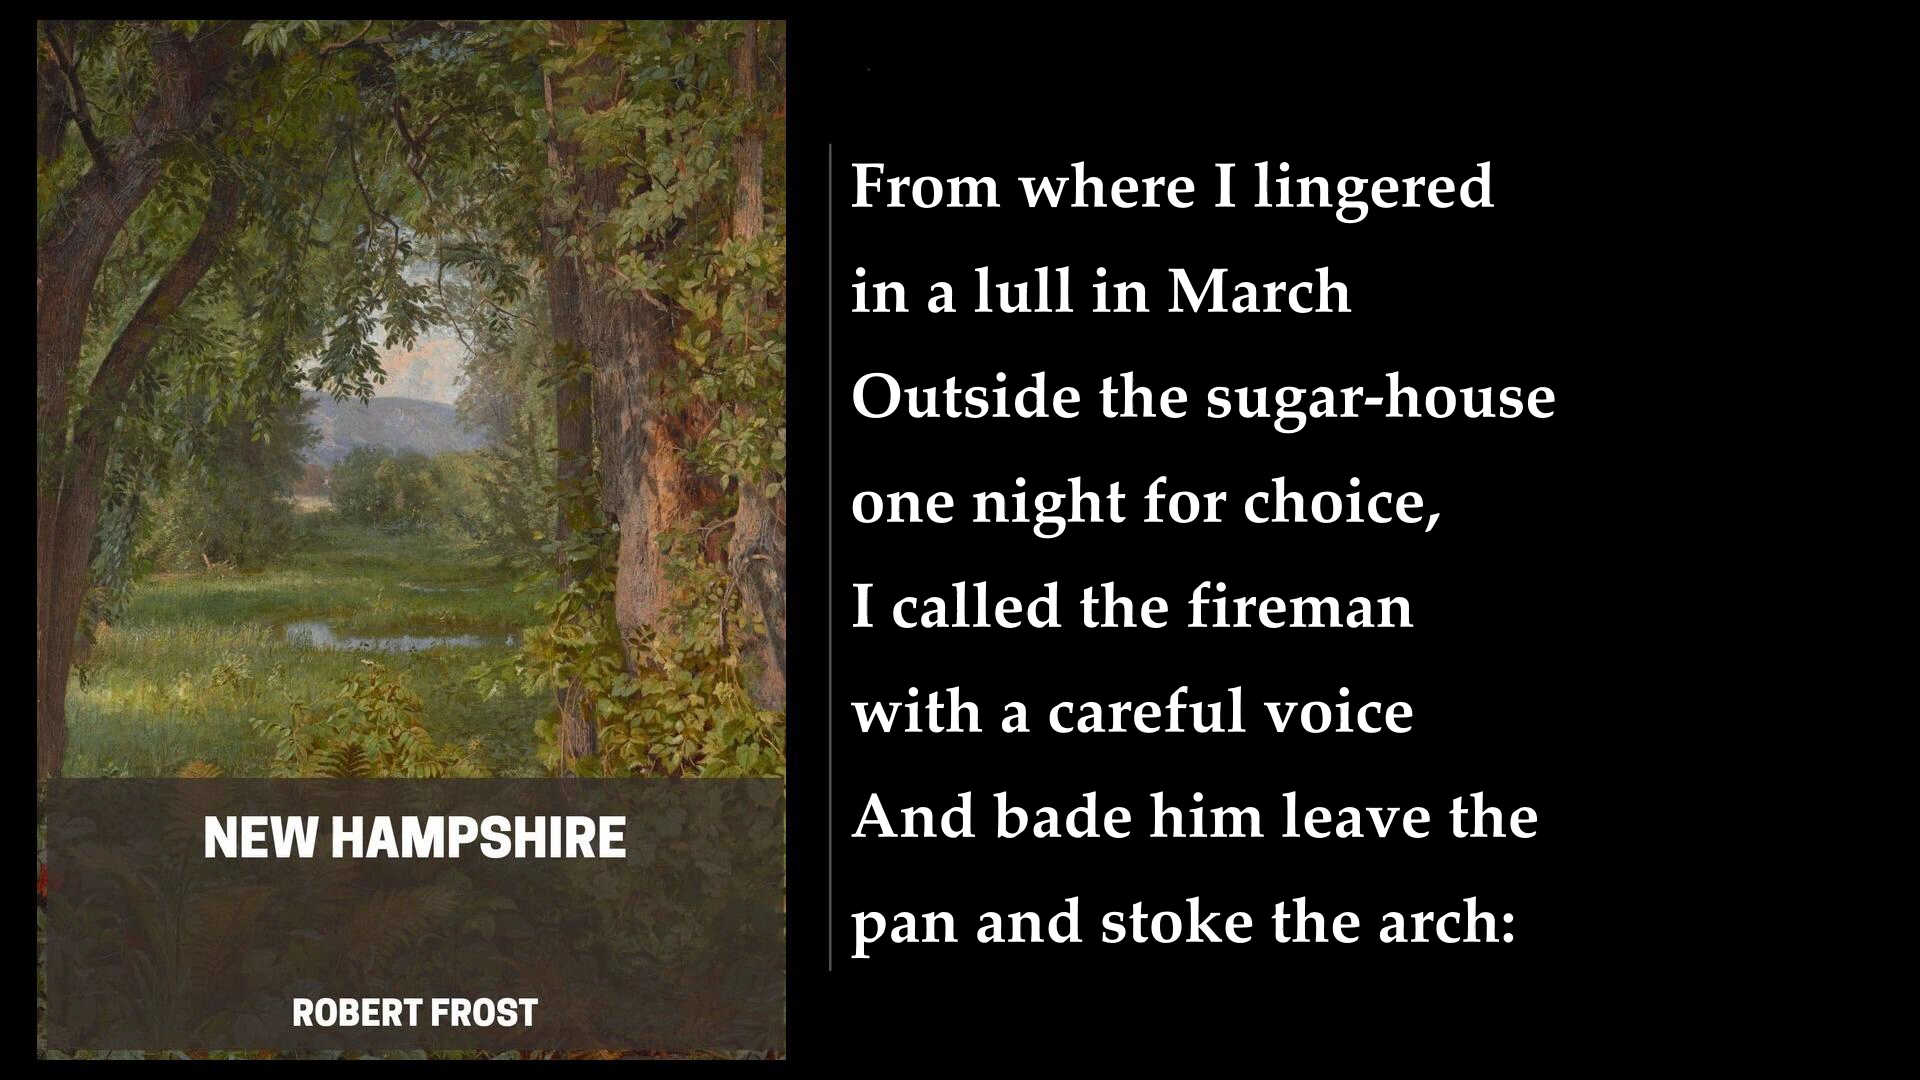 NEW HAMPSHIRE
ROBERT FROST
From where I lingered
in a lull in March
Outside the sugar-house
one night for choice,
I called the fireman
with a careful voice
And bade him leave the
pan and stoke the arch: